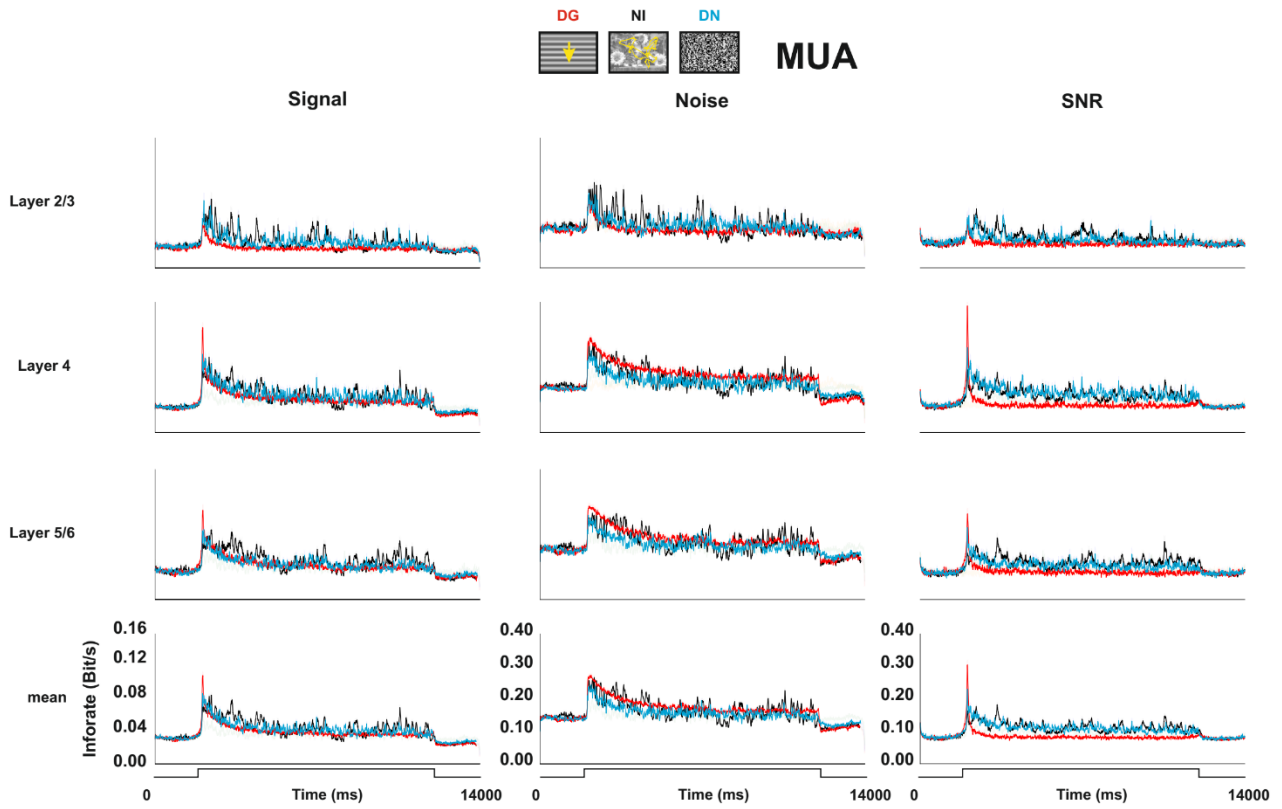 DG NI DN
MUA
Signal Noise SNR
Layer 2/3
Layer 4
Layer 5/6
mean
Inforate (Bit/s)
0.16 0.40 0.40
0.12 0.30 0.30
0.08 0.20 0.20
0.04 0.10 0.10
0.00 0.00 0.00
0 Time (ms) 14000 0 Time (ms) 14000 0 Time (ms) 14000